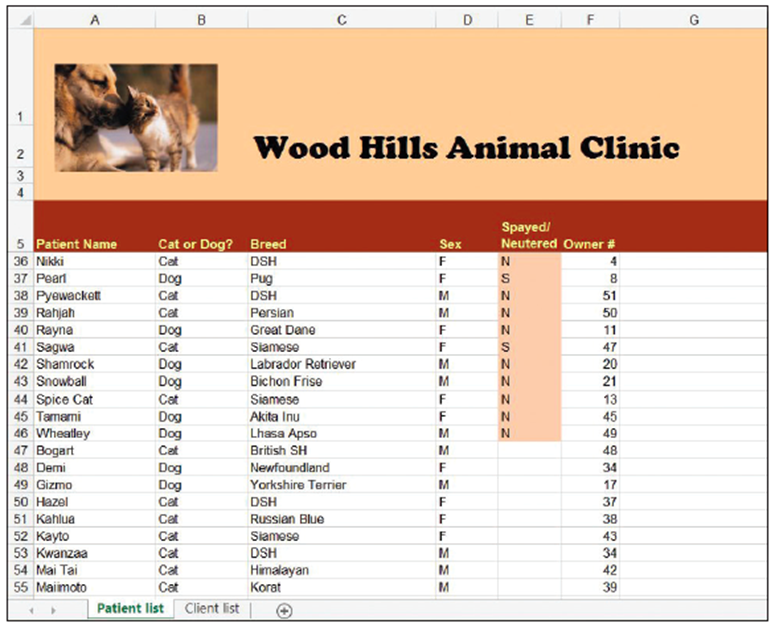 A B C D E F G
1
Wood Hills Animal Clinic
2
3
4
Spayed/
5 Patient Name Cat or Dog? Breed Sex Neutered Owner #
36 Nikki Cat DSH F N 4
37 Pearl Dog Pug F S 8
38 Pyewackett Cat DSH M N 51
39 Rahjah Cat Persian M N 50
40 Rayna Dog Great Dane F N 11
41 Sagwa Cat Siamese F S 47
42 Shamrock Dog Labrador Retriever M N 20
43 Snowball Dog Bichon Frise M N 21
44 Spice Cat Cat Siamese F N 13
45 Tamami Dog Akita Inu F N 45
46 Wheatley Dog Lhasa Apso M N 49
47 Bogart Cat British SH M 48
48 Demi Dog Newfoundland F 34
49 Gizmo Dog Yorkshire Terrier M 17
50 Hazel Cat DSH F 37
51 Kahlua Cat Russian Blue F 38
52 Kayto Cat Siamese F 43
53 Kwanzaa Cat DSH M 34
54 Mai Tai Cat Himalayan M 42
55 Maiimoto Cat Korat M 39
Patient list Client list